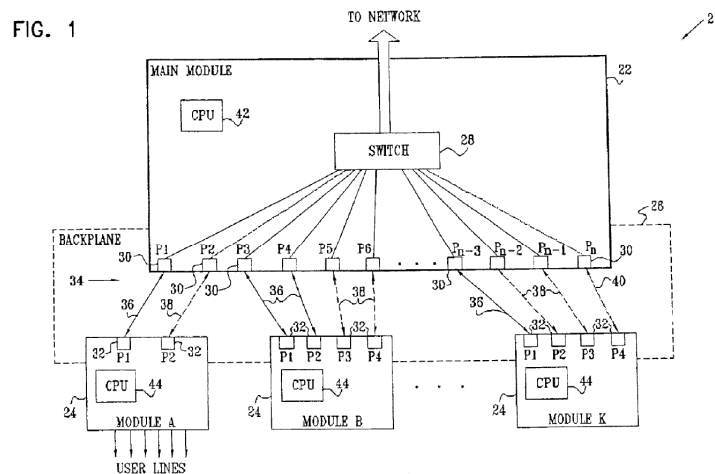 TO NETWORK
FIG. 1
2
MAIN MODULE
22
CPU
42
SWITCH
28
26
BACKPLANE
P1 P2 P3 P4 P5 P6 . . . Pn-3 Pn-2 Pn-1 Pn
30 30 30 30 30
34
40
36 38 36 38 36 38
32 32 32 32 32 32
P1 P2 P1 P2 P3 P4 P1 P2 P3 P4
CPU 44 CPU 44 CPU 44
24 24 24
MODULE A MODULE B . . . . MODULE K
USER LINES